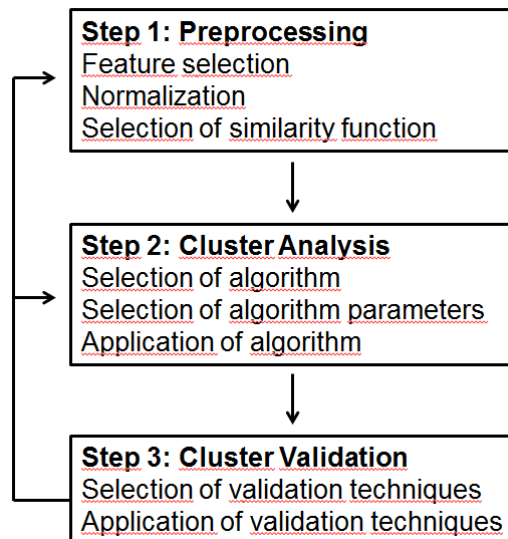 Step 1: Preprocessing
Feature selection
Normalization
Selection of similarity function
Step 2: Cluster Analysis
Selection of algorithm
Selection of algorithm parameters
Application of algorithm
Step 3: Cluster Validation
Selection of validation techniques
Application of validation techniques